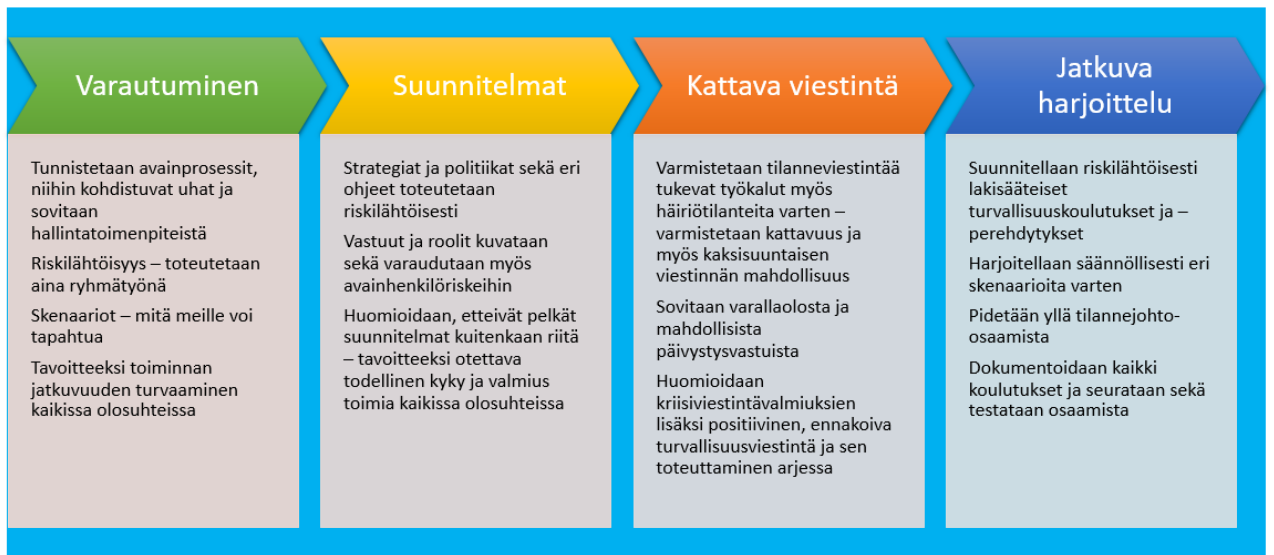 Varautuminen
Tunnistetaan avainprosessit,
niihin kohdistuvat uhat ja
sovitaan
hallintatoimenpiteistä
Riskilähtöisyys – toteutetaan
aina ryhmätyönä
Skenaariot – mitä meille voi
tapahtua
Tavoitteeksi toiminnan
jatkuvuuden turvaaminen
kaikissa olosuhteissa
Suunnitelmat
Strategiat ja politiikat sekä eri
ohjeet toteutetaan
riskilähtöisesti
Vastuut ja roolit kuvataan
sekä varaudutaan myös
avainhenkilöriskeihin
Huomioidaan, etteivät pelkät
suunnitelmat kuitenkaan riitä
– tavoitteeksi otettava
todellinen kyky ja valmius
toimia kaikissa olosuhteissa
Kattava viestintä
Varmistetaan tilanneviestintää
tukevat työkalut myös
häiriötilanteita varten –
varmistetaan kattavuus ja
myös kaksisuuntaisen
viestinnän mahdollisuus
Sovitaan varallaolosta ja
mahdollisista
päivystysvastuista
Huomioidaan
kriisiviestintävalmiuksien
lisäksi positiivinen, ennakoiva
turvallisuusviestintä ja sen
toteuttaminen arjessa
Jatkuva
harjoittelu
Suunnitellaan riskilähtöisesti
lakisääteiset
turvallisuuskoulutukset ja –
perehdytykset
Harjoitellaan säännöllisesti eri
skenaarioita varten
Pidetään yllä tilannejohto-
osaamista
Dokumentoidaan kaikki
koulutukset ja seurataan sekä
testataan osaamista